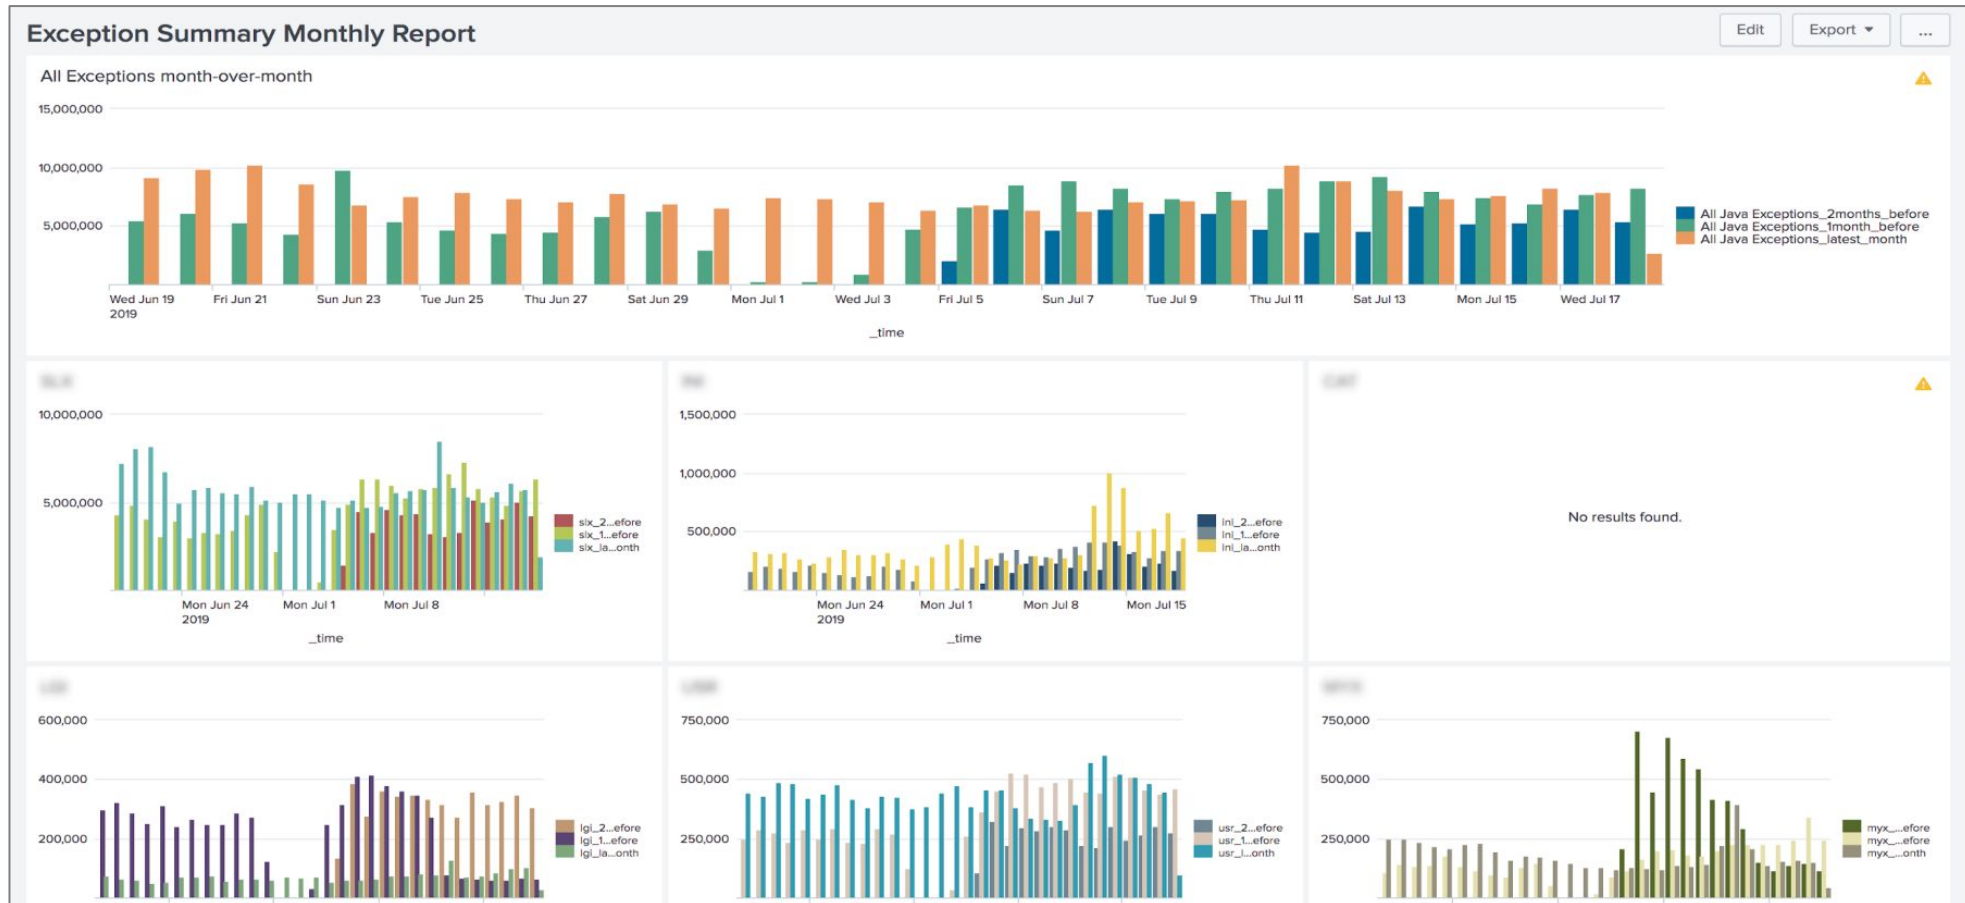 Exception Summary Monthly Report
Edit
Export
...
All Exceptions month-over-month
15,000,000
10,000,000
5,000,000
Wed Jun 19
2019
Fri Jun 21
Sun Jun 23
Tue Jun 25
Thu Jun 27
Sat Jun 29
Mon Jul 1
Wed Jul 3
Fri Jul 5
Sun Jul 7
Tue Jul 9
Thu Jul 11
Sat Jul 13
Mon Jul 15
Wed Jul 17
_time
All Java Exceptions_2months_before
All Java Exceptions_1month_before
All Java Exceptions_latest_month
10,000,000
5,000,000
Mon Jun 24
2019
Mon Jul 1
Mon Jul 8
_time
slx_2...efore
slx_1...efore
slx_la...onth
1,500,000
1,000,000
500,000
Mon Jun 24
2019
Mon Jul 1
Mon Jul 8
Mon Jul 15
_time
ini_2...efore
ini_1...efore
ini_la...onth
No results found.
600,000
400,000
200,000
lgi_2...efore
lgi_1...efore
lgi_la...onth
750,000
500,000
250,000
usr_2...efore
usr_1...efore
usr_l...onth
750,000
500,000
250,000
myx_...efore
myx_...efore
myx_...onth